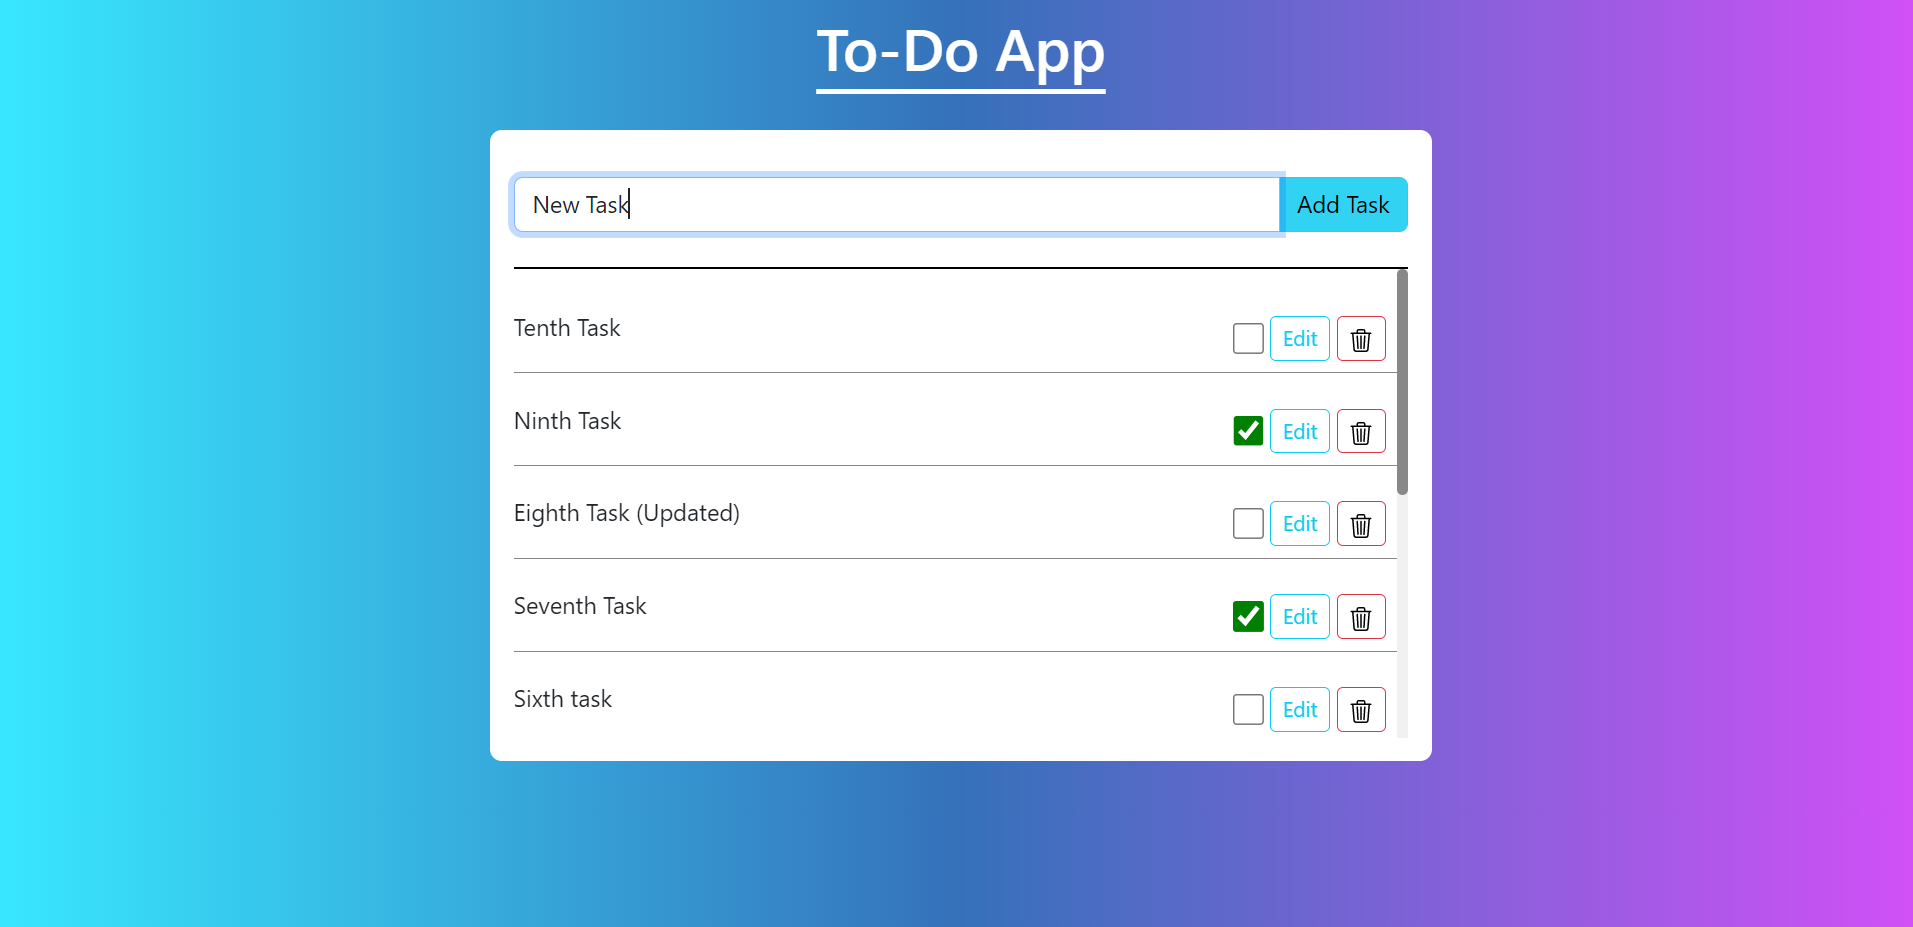 To-Do App
New Task
Add Task
Tenth Task
Edit
Ninth Task
Edit
Eighth Task (Updated)
Edit
Seventh Task
Edit
Sixth task
Edit